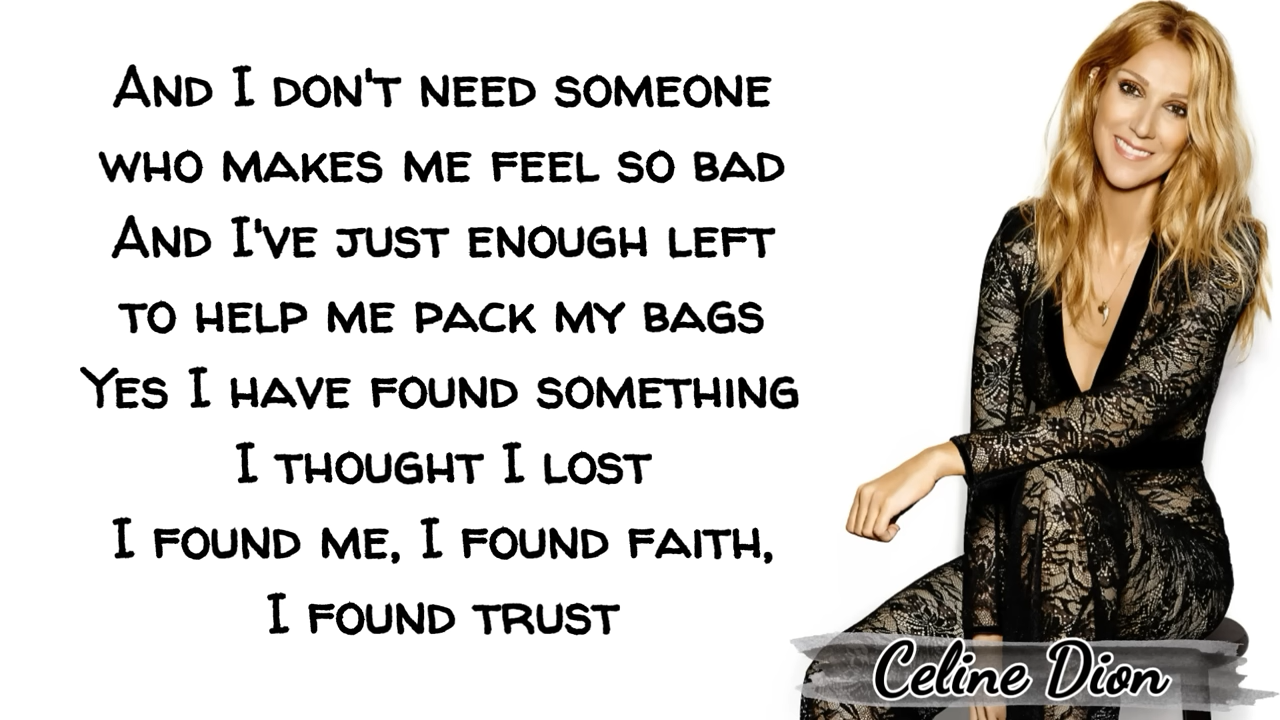 And I don't need someone
who makes me feel so bad
And I've just enough left
to help me pack my bags
Yes I have found something
I thought I lost
I found me, I found faith,
I found trust
Celine Dion